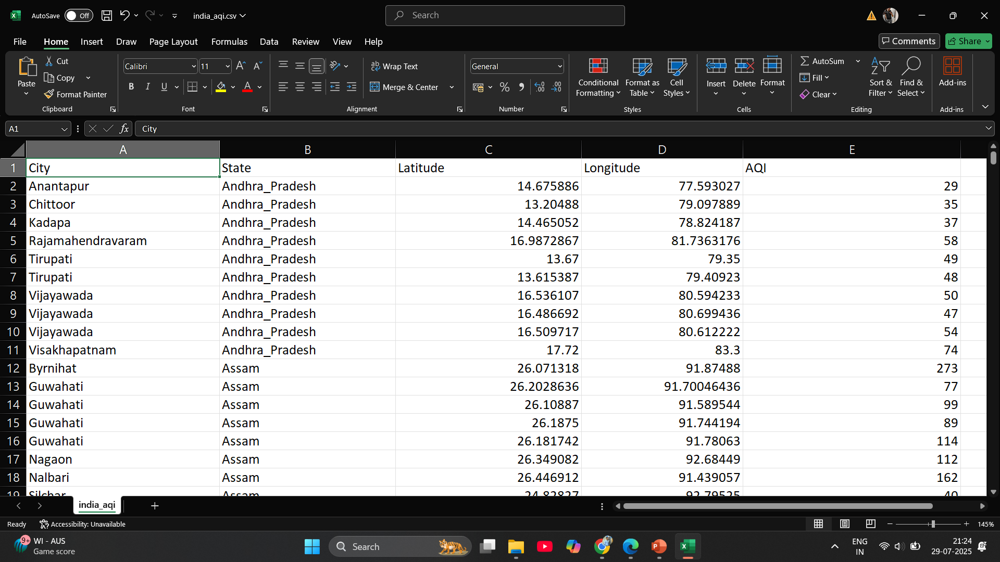 AutoSave Off india_aqi.csv Search
File Home Insert Draw Page Layout Formulas Data Review View Help Comments Share
Paste Cut Copy Format Painter Clipboard
Calibri 11 B I U A Font
Wrap Text Merge & Center Alignment
General % , Number
Conditional Formatting Format as Table Cell Styles Styles
Insert Delete Format Cells
AutoSum Fill Clear Sort & Filter Find & Select Editing
Add-ins Add-ins
A1 fx City
A B C D E
1 City State Latitude Longitude AQI
2 Anantapur Andhra_Pradesh 14.675886 77.593027 29
3 Chittoor Andhra_Pradesh 13.20488 79.097889 35
4 Kadapa Andhra_Pradesh 14.465052 78.824187 37
5 Rajamahendravaram Andhra_Pradesh 16.9872867 81.7363176 58
6 Tirupati Andhra_Pradesh 13.67 79.35 49
7 Tirupati Andhra_Pradesh 13.615387 79.40923 48
8 Vijayawada Andhra_Pradesh 16.536107 80.594233 50
9 Vijayawada Andhra_Pradesh 16.486692 80.699436 47
10 Vijayawada Andhra_Pradesh 16.509717 80.612222 54
11 Visakhapatnam Andhra_Pradesh 17.72 83.3 74
12 Byrnihat Assam 26.071318 91.87488 273
13 Guwahati Assam 26.2028636 91.70046436 77
14 Guwahati Assam 26.10887 91.589544 99
15 Guwahati Assam 26.1875 91.744194 89
16 Guwahati Assam 26.181742 91.78063 114
17 Nagaon Assam 26.349082 92.68449 112
18 Nalbari Assam 26.446912 91.439057 162
19 Silchar Assam 24.82827 92.79525 40
india_aqi
Ready Accessibility: Unavailable 145%
9+ WI - AUS Search ENG 21:24
Game score IN 29-07-2025